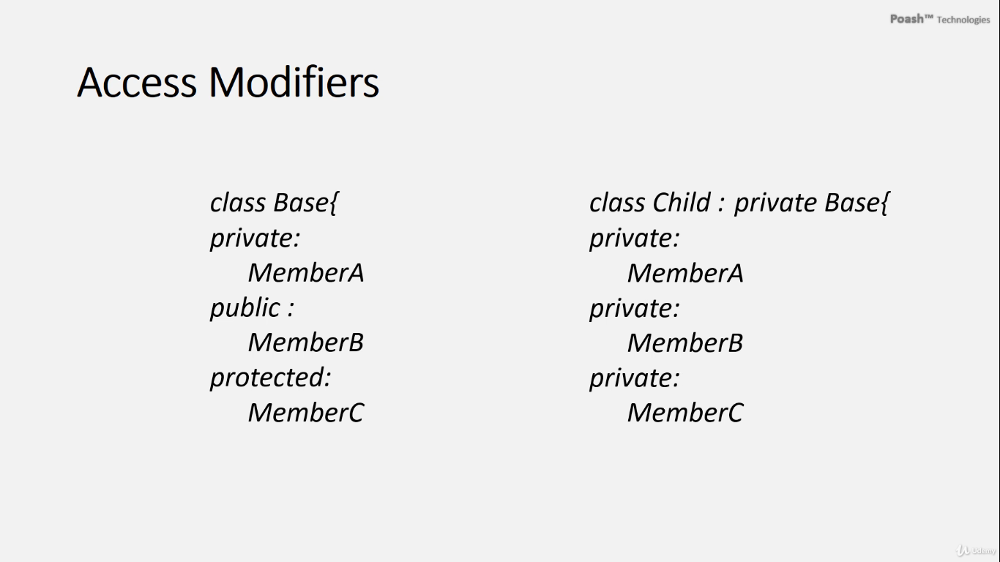 Poash™ Technologies
Access Modifiers
class Base{
private:
MemberA
public :
MemberB
protected:
MemberC
class Child : private Base{
private:
MemberA
private:
MemberB
private:
MemberC
Udemy